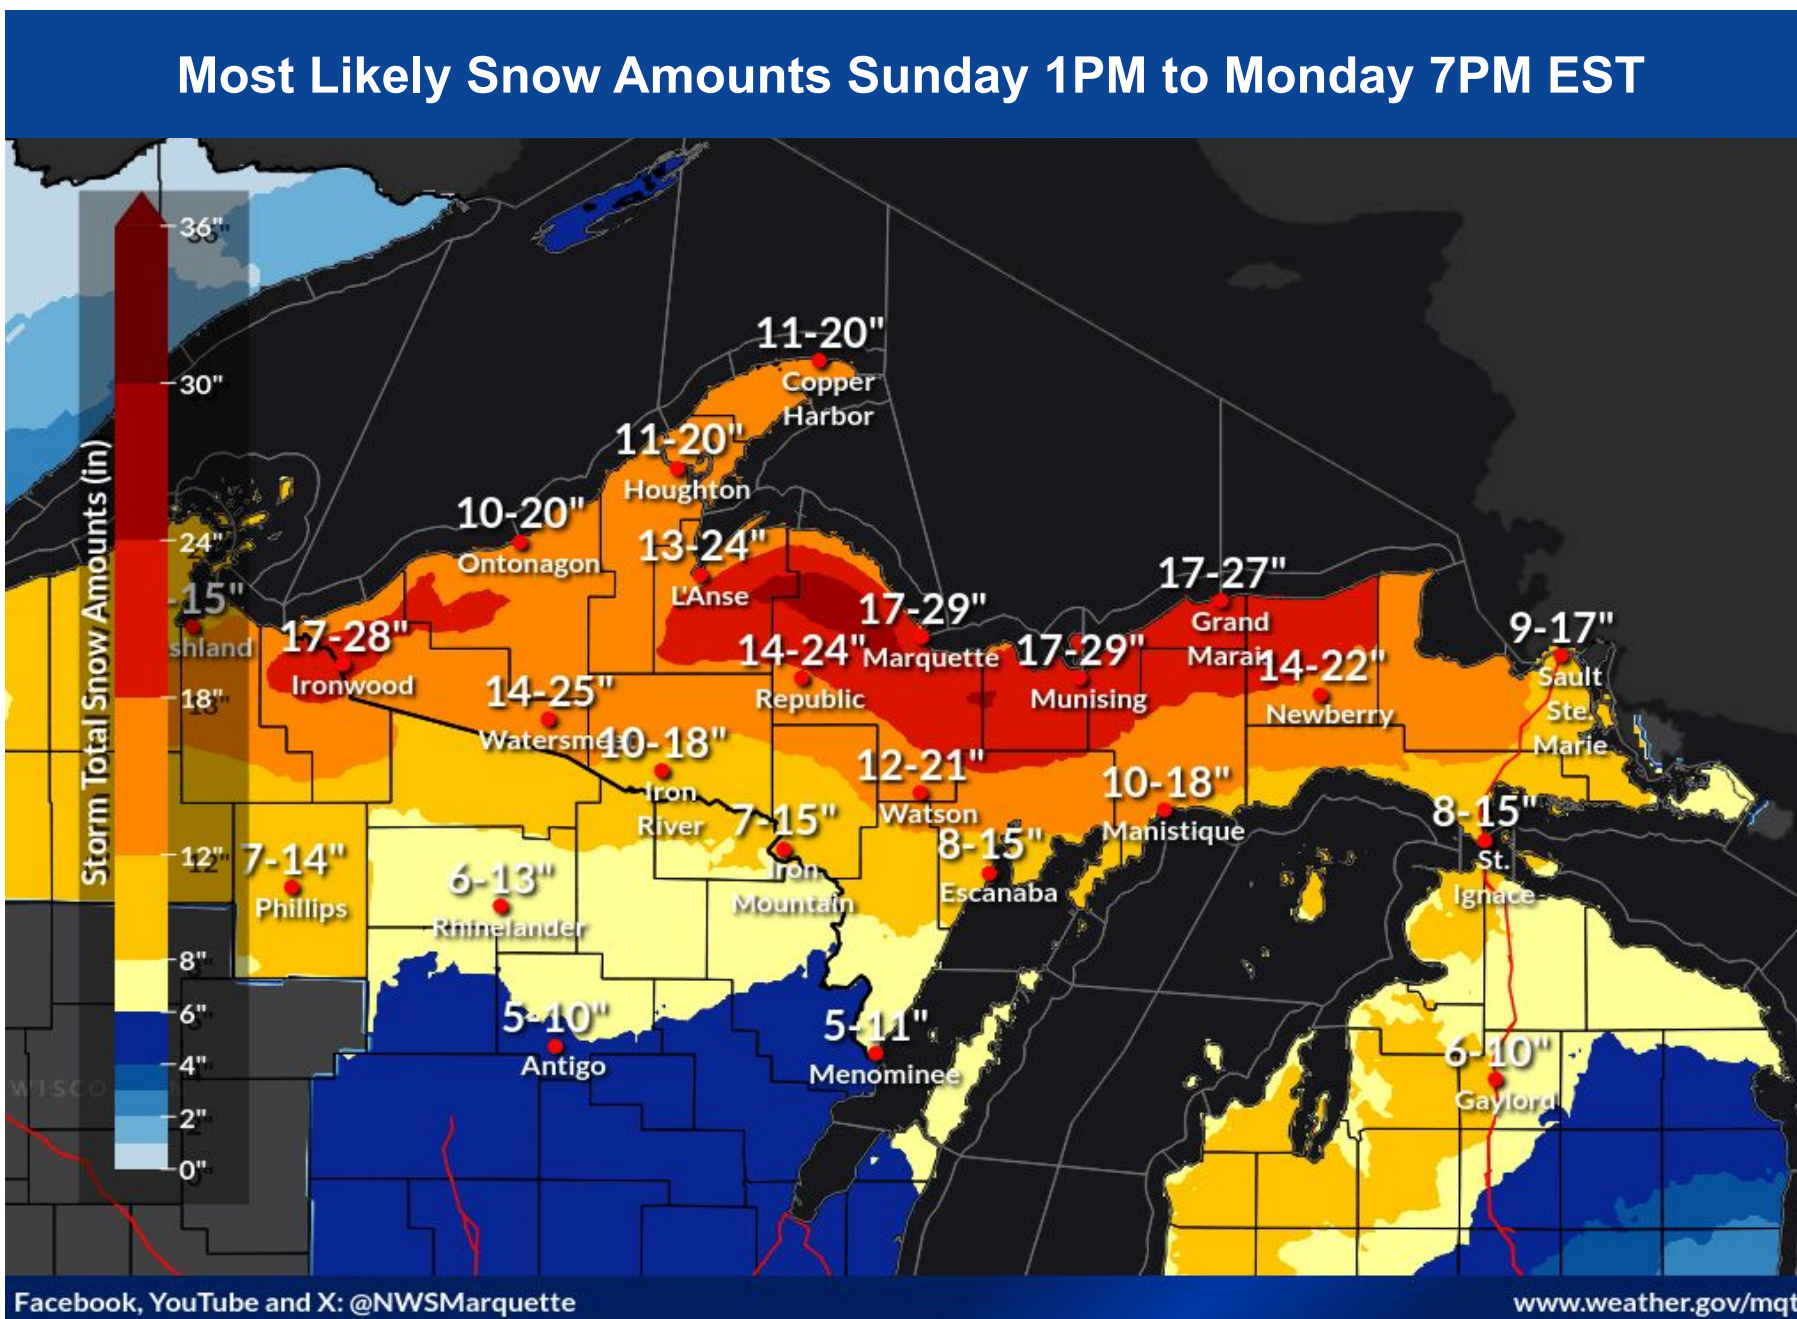 Most Likely Snow Amounts Sunday 1PM to Monday 7PM EST
36"
30"
24"
18"
12"
8"
6"
4"
2"
0"
Storm Total Snow Amounts (in)
11-20"
Copper
Harbor
11-20"
Houghton
10-20"
Ontonagon
13-24"
L'Anse
-15"
shland
17-28"
Ironwood
17-29"
Marquette
14-24"
Republic
17-29"
Munising
17-27"
Grand
Marais
14-22"
Newberry
9-17"
Sault
Ste.
Marie
14-25"
Watersmeet
10-18"
Iron
River
12-21"
Watson
10-18"
Manistique
7-15"
Iron
Mountain
8-15"
Escanaba
8-15"
St.
Ignace
7-14"
Phillips
6-13"
Rhinelander
5-10"
Antigo
5-11"
Menominee
6-10"
Gaylord
WISCO
Facebook, YouTube and X: @NWSMarquette
www.weather.gov/mqt